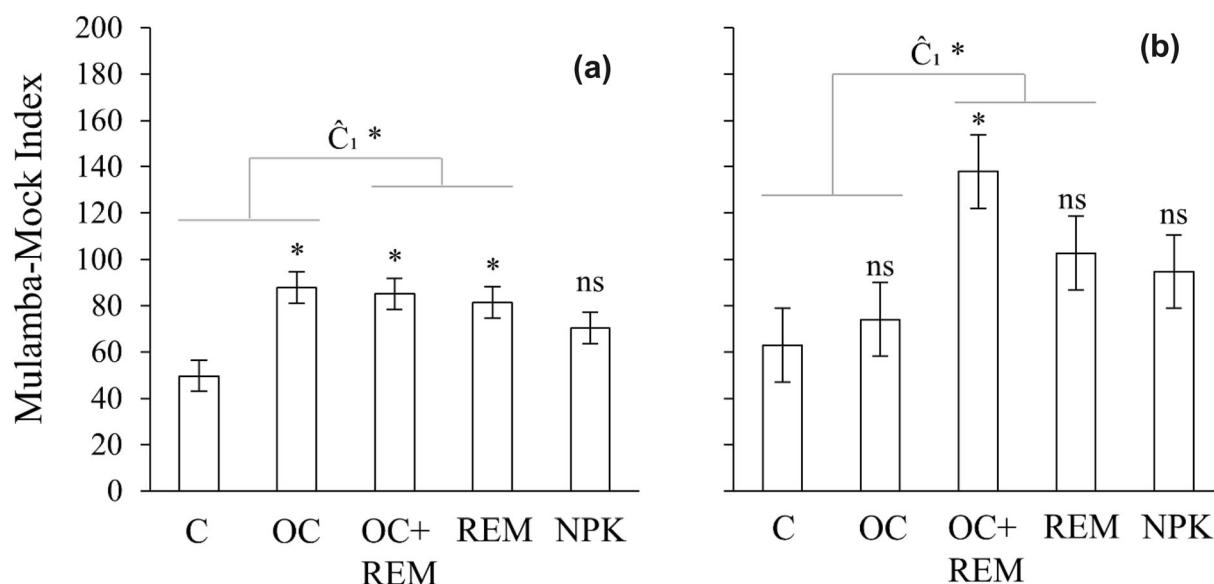 Mulamba-Mock Index
200
180
160
140
120
100
80
60
40
20
0
(a)
Ĉ₁ *
*
*
*
ns
C
OC
OC+
REM
REM
NPK
(b)
Ĉ₁ *
ns
*
ns
ns
C
OC
OC+
REM
REM
NPK